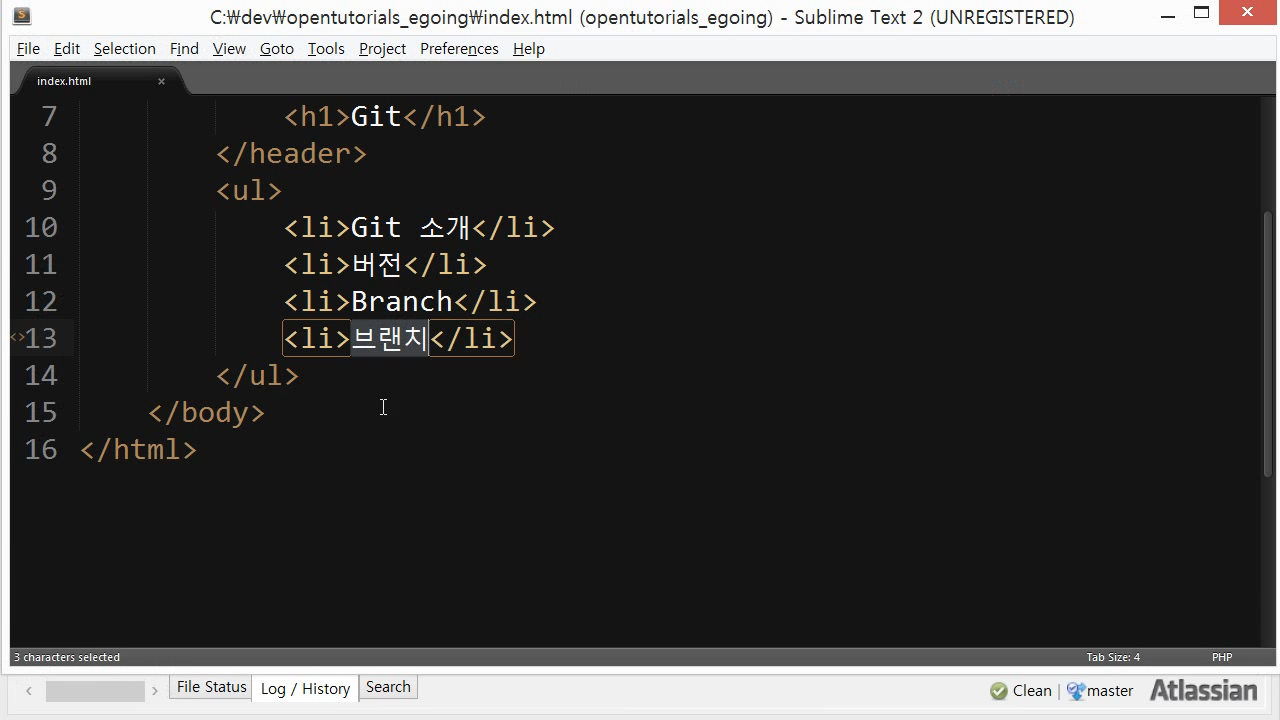 C:₩dev₩opentutorials_egoing₩index.html (opentutorials_egoing) - Sublime Text 2 (UNREGISTERED)
File Edit Selection Find View Goto Tools Project Preferences Help
index.html ×
7 <h1>Git</h1>
8 </header>
9 <ul>
10 <li>Git 소개</li>
11 <li>버전</li>
12 <li>Branch</li>
13 <li>브랜치</li>
14 </ul>
15 </body>
16 </html>
3 characters selected Tab Size: 4 PHP
File Status Log / History Search Clean master Atlassian